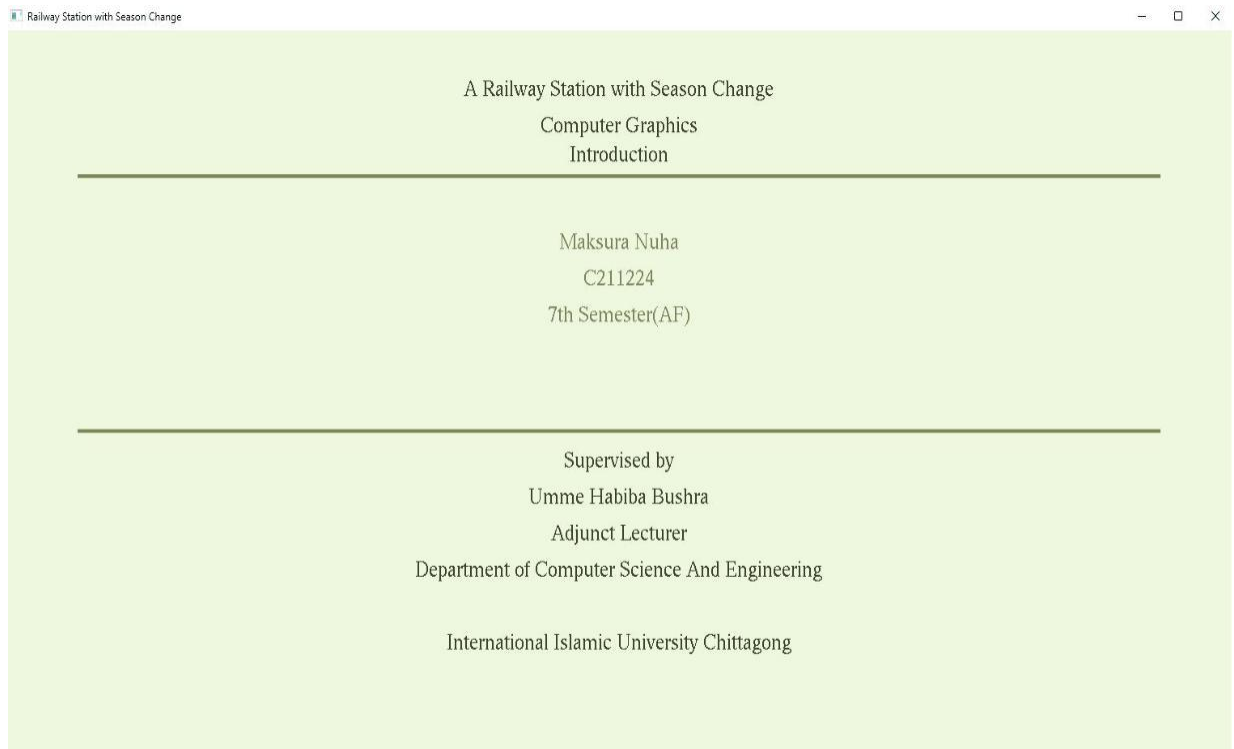 Railway Station with Season Change
A Railway Station with Season Change
Computer Graphics
Introduction
Maksura Nuha
C211224
7th Semester(AF)
Supervised by
Umme Habiba Bushra
Adjunct Lecturer
Department of Computer Science And Engineering
International Islamic University Chittagong